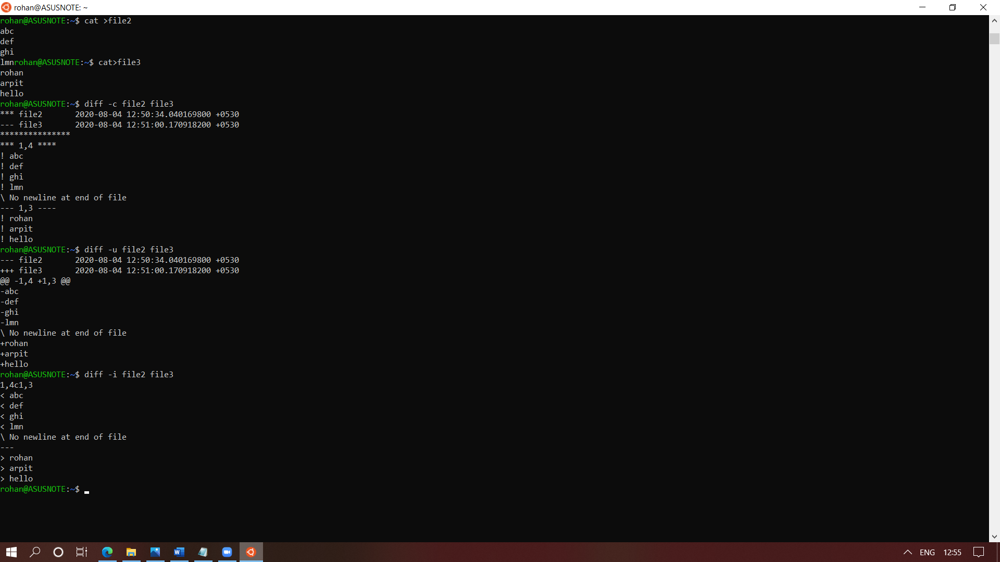 rohan@ASUSNOTE: ~
rohan@ASUSNOTE:~$ cat >file2
abc
def
ghi
lmnrohan@ASUSNOTE:~$ cat>file3
rohan
arpit
hello
rohan@ASUSNOTE:~$ diff -c file2 file3
*** file2       2020-08-04 12:50:34.040169800 +0530
--- file3       2020-08-04 12:51:00.170918200 +0530
***************
*** 1,4 ****
! abc
! def
! ghi
! lmn
\ No newline at end of file
--- 1,3 ----
! rohan
! arpit
! hello
rohan@ASUSNOTE:~$ diff -u file2 file3
--- file2       2020-08-04 12:50:34.040169800 +0530
+++ file3       2020-08-04 12:51:00.170918200 +0530
@@ -1,4 +1,3 @@
-abc
-def
-ghi
-lmn
\ No newline at end of file
+rohan
+arpit
+hello
rohan@ASUSNOTE:~$ diff -i file2 file3
1,4c1,3
< abc
< def
< ghi
< lmn
\ No newline at end of file
---
> rohan
> arpit
> hello
rohan@ASUSNOTE:~$
W ENG 12:55